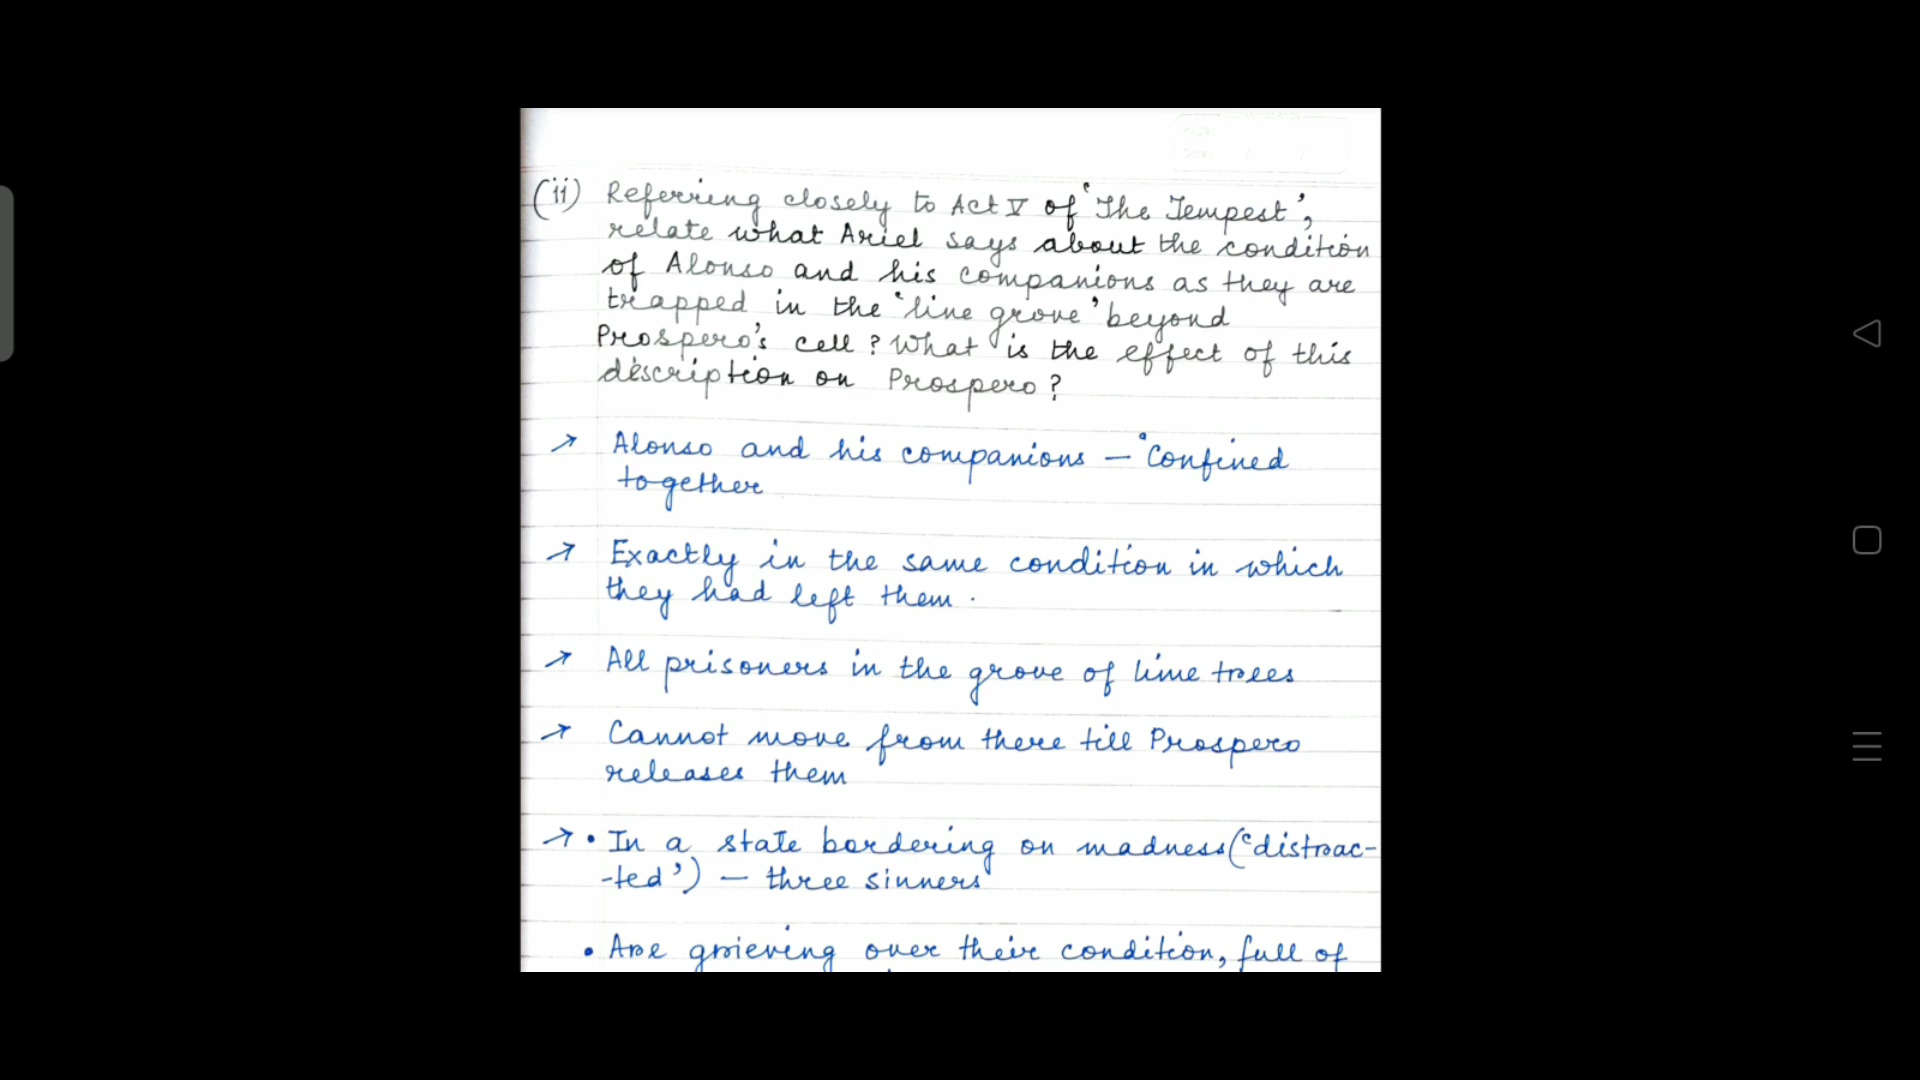 (ii) Referring closely to Act V of 'The Tempest',
relate what Ariel says about the condition
of Alonso and his companions as they are
trapped in the 'line grove' beyond
Prospero's cell? What is the effect of this
description on Prospero?
→ Alonso and his companions — 'Confined
together
→ Exactly in the same condition in which
they had left them.
→ All prisoners in the grove of lime trees
→ Cannot move from there till Prospero
releases them
→ • In a state bordering on madness ('distrac-
-ted') — three sinners
• Are grieving over their condition, full of